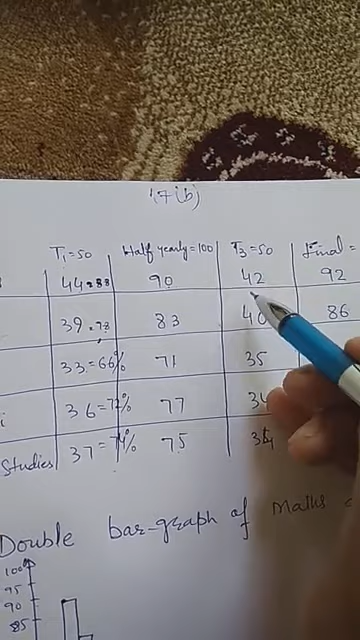 17(b)
T₁=50 Half yearly=100 T₃=50 final=
44=88 90 42 92
39=78 83 40 86
33=66% 71 35
i 36=72% 77
Studies 37=74% 75
Double bar-graph of Maths
100
95
90
85